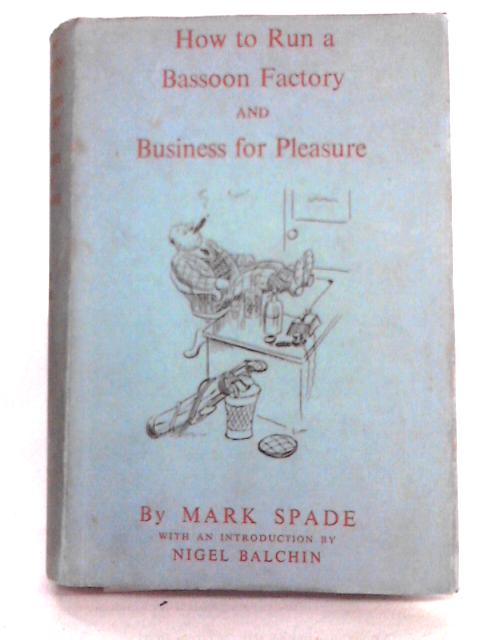 How to Run a
Bassoon Factory
AND
Business for Pleasure
By MARK SPADE
WITH AN INTRODUCTION BY
NIGEL BALCHIN